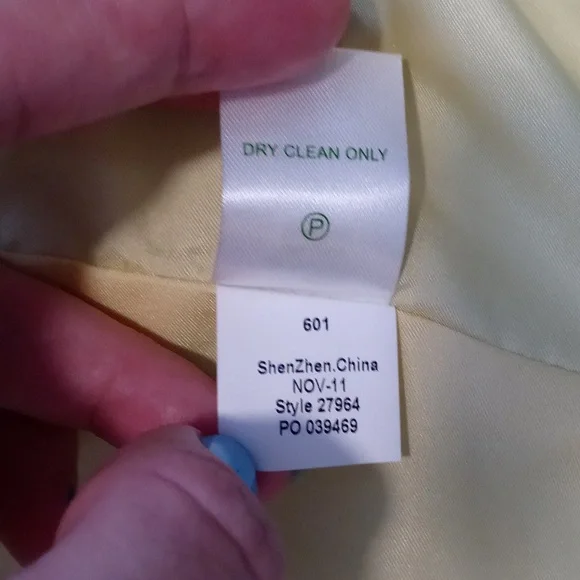 DRY CLEAN ONLY
P
601
ShenZhen.China
NOV-11
Style 27964
PO 039469